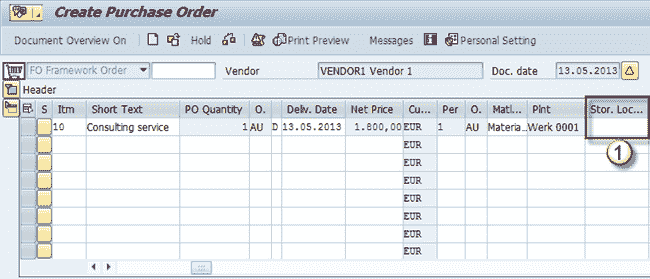 Create Purchase Order
Document Overview On Hold Print Preview Messages Personal Setting
FO Framework Order Vendor VENDOR1 Vendor 1 Doc. date 13.05.2013
Header
S Itm Short Text PO Quantity O. Deliv. Date Net Price Cu... Per O. Matl... Plnt Stor. Loc...
10 Consulting service 1 AU D 13.05.2013 1.800,00 EUR 1 AU Materia... Werk 0001
1
EUR
EUR
EUR
EUR
EUR
EUR
EUR